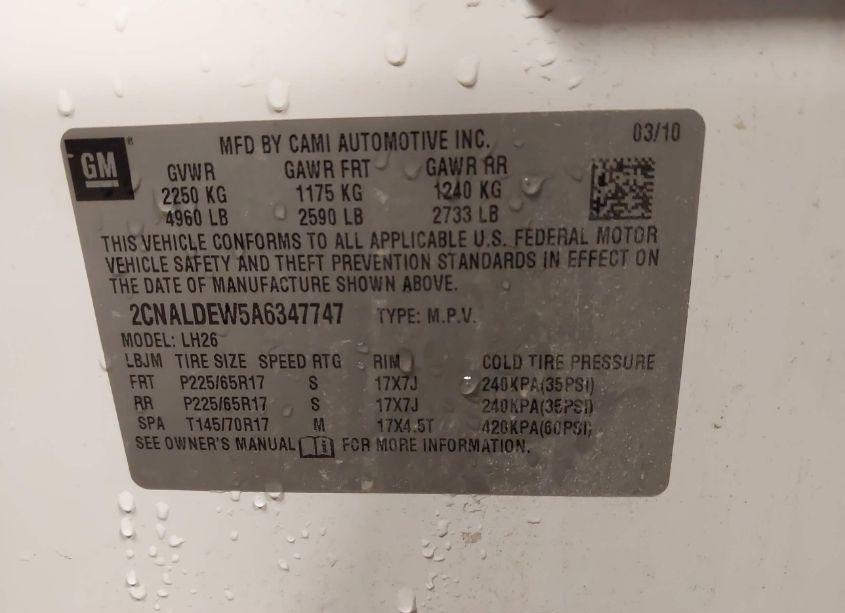 GM ® MFD BY CAMI AUTOMOTIVE INC. 03/10
GVWR GAWR FRT GAWR RR
2250 KG 1175 KG 1240 KG
4960 LB 2590 LB 2733 LB
THIS VEHICLE CONFORMS TO ALL APPLICABLE U.S. FEDERAL MOTOR
VEHICLE SAFETY AND THEFT PREVENTION STANDARDS IN EFFECT ON
THE DATE OF MANUFACTURE SHOWN ABOVE.
2CNALDEW5A6347747 TYPE: M.P.V.
MODEL: LH26
LBJM TIRE SIZE SPEED RTG RIM COLD TIRE PRESSURE
FRT P225/65R17 S 17X7J 240KPA(35PSI)
RR P225/65R17 S 17X7J 240KPA(35PSI)
SPA T145/70R17 M 17X4.5T 420KPA(60PSI)
SEE OWNER'S MANUAL FOR MORE INFORMATION.